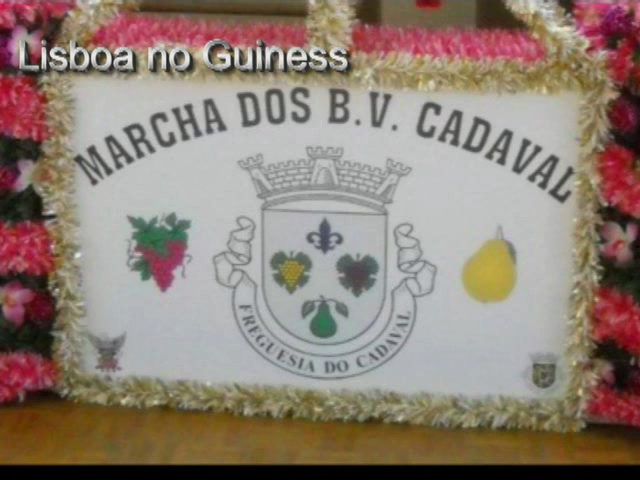 Lisboa no Guiness
MARCHA DOS B.V. CADAVAL
FREGUESIA DO CADAVAL